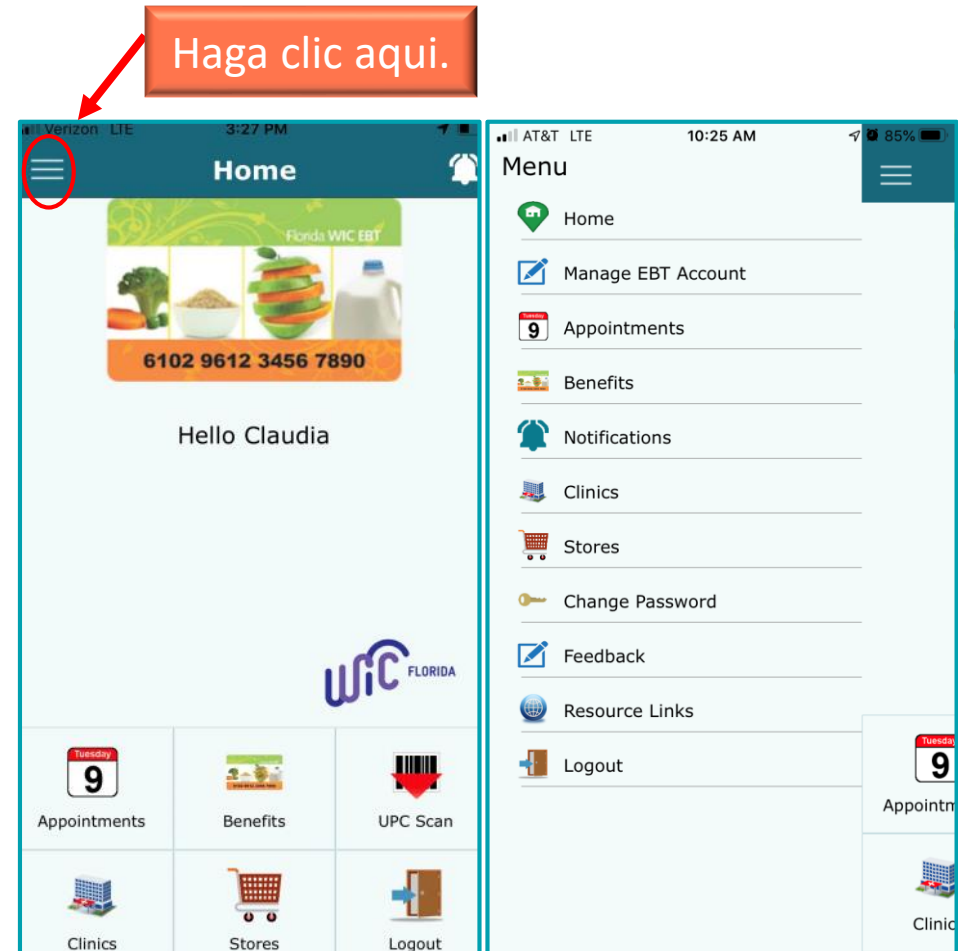 Haga clic aqui.
Verizon LTE 3:27 PM
Home
Florida WIC EBT
6102 9612 3456 7890
Hello Claudia
WIC FLORIDA
Tuesday
9
Appointments
Benefits
UPC Scan
Clinics
Stores
Logout
AT&T LTE 10:25 AM 85%
Menu
Home
Manage EBT Account
Tuesday
9
Appointments
Benefits
Notifications
Clinics
Stores
Change Password
Feedback
Resource Links
Logout
Tuesday
9
Appointm
Clinic